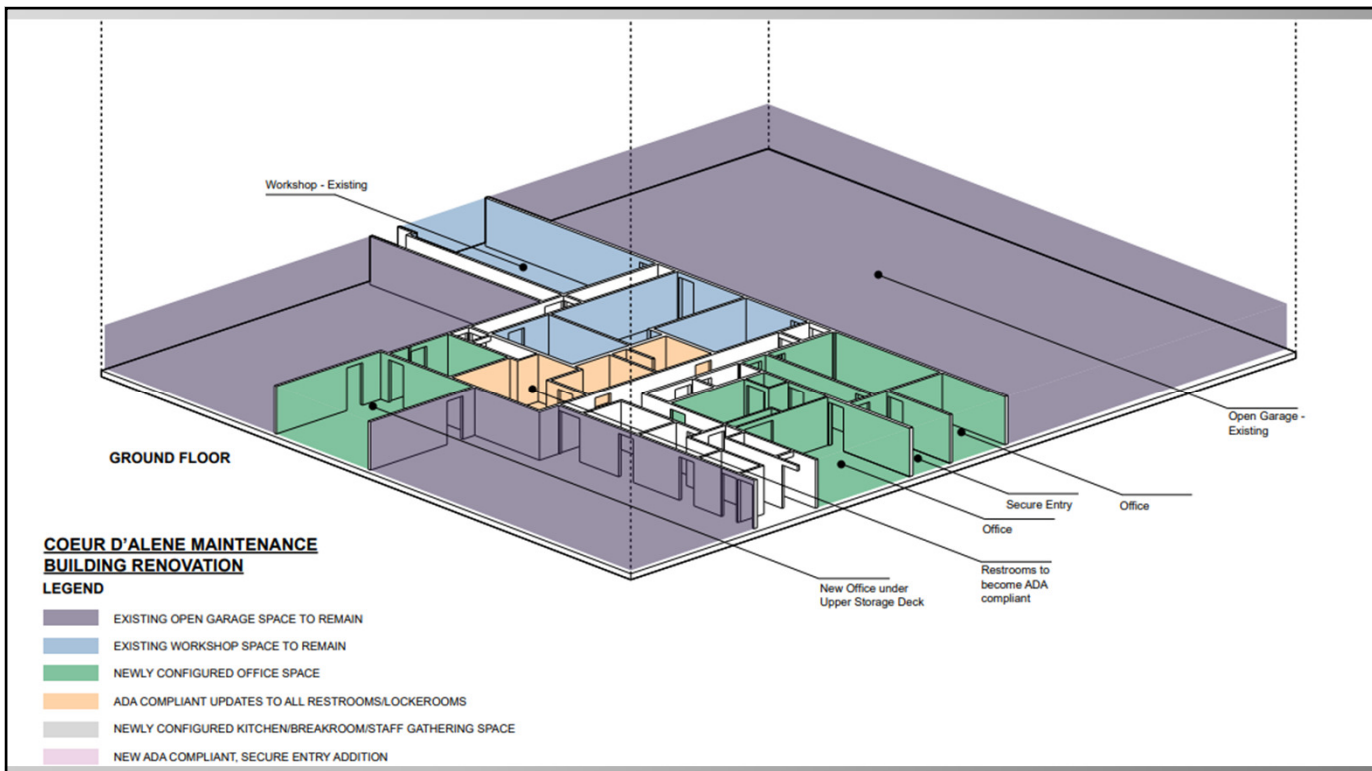 Workshop - Existing
Open Garage -
Existing
GROUND FLOOR
Secure Entry
Office
Office
Restrooms to
become ADA
compliant
New Office under
Upper Storage Deck
COEUR D'ALENE MAINTENANCE
BUILDING RENOVATION
LEGEND
EXISTING OPEN GARAGE SPACE TO REMAIN
EXISTING WORKSHOP SPACE TO REMAIN
NEWLY CONFIGURED OFFICE SPACE
ADA COMPLIANT UPDATES TO ALL RESTROOMS/LOCKEROOMS
NEWLY CONFIGURED KITCHEN/BREAKROOM/STAFF GATHERING SPACE
NEW ADA COMPLIANT, SECURE ENTRY ADDITION